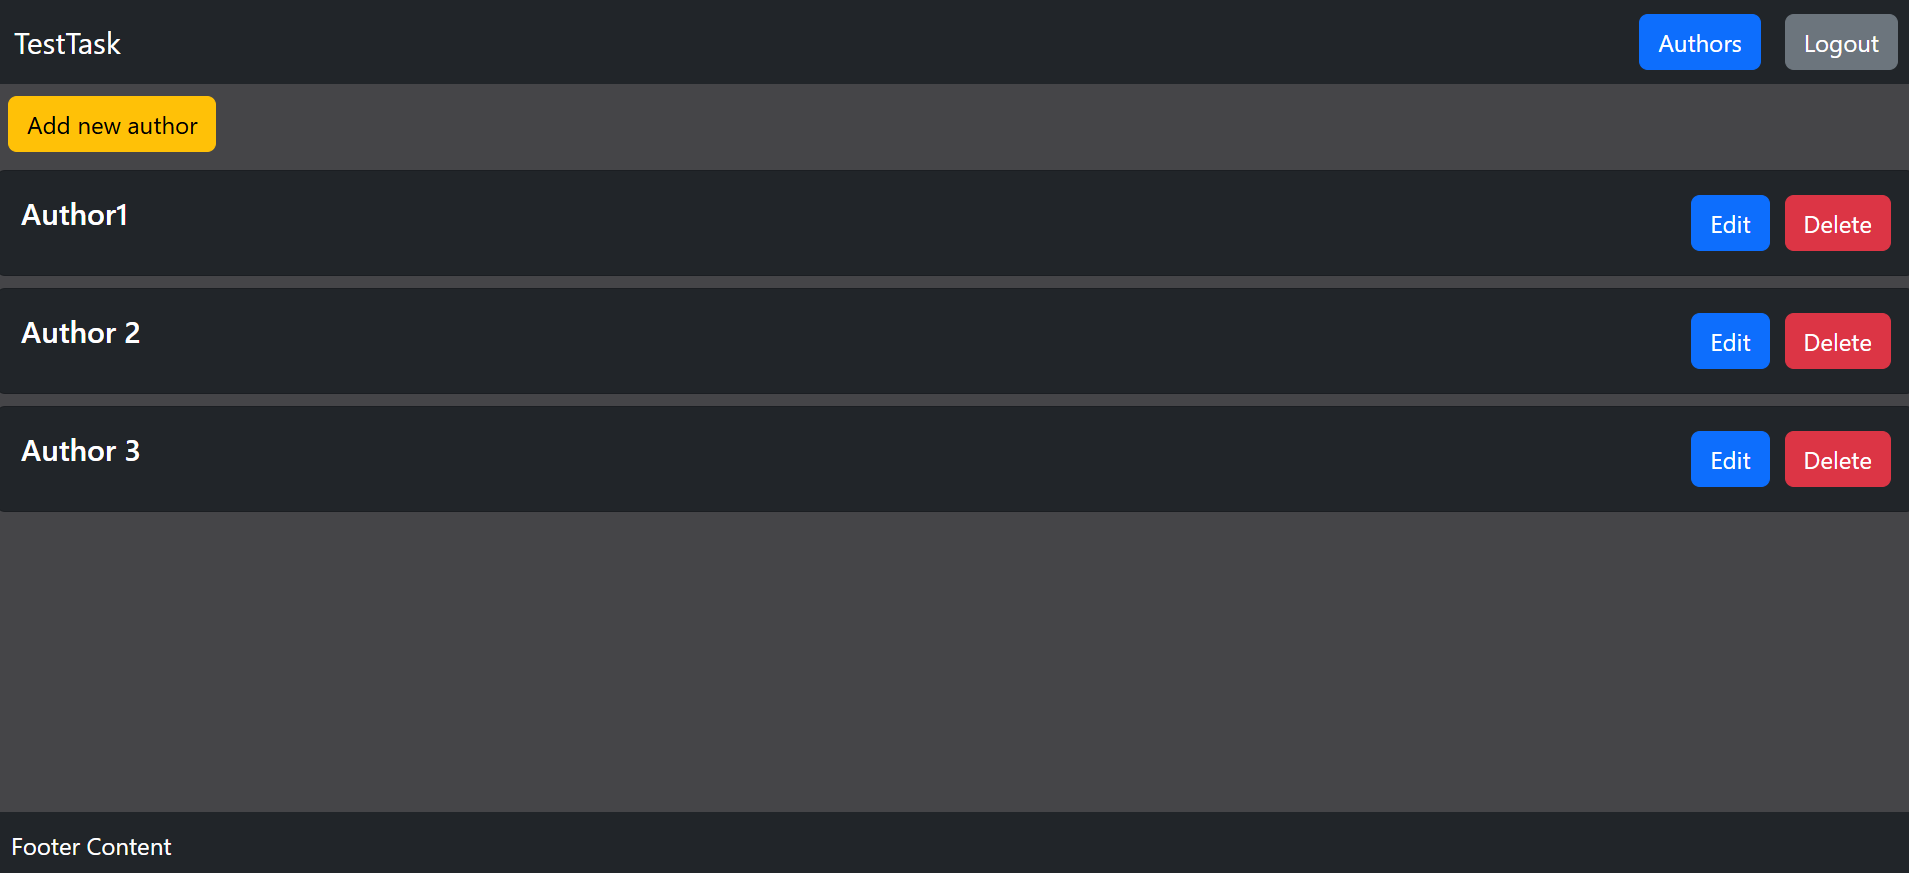 TestTask Authors Logout
Add new author
Author1 Edit Delete
Author 2 Edit Delete
Author 3 Edit Delete
Footer Content